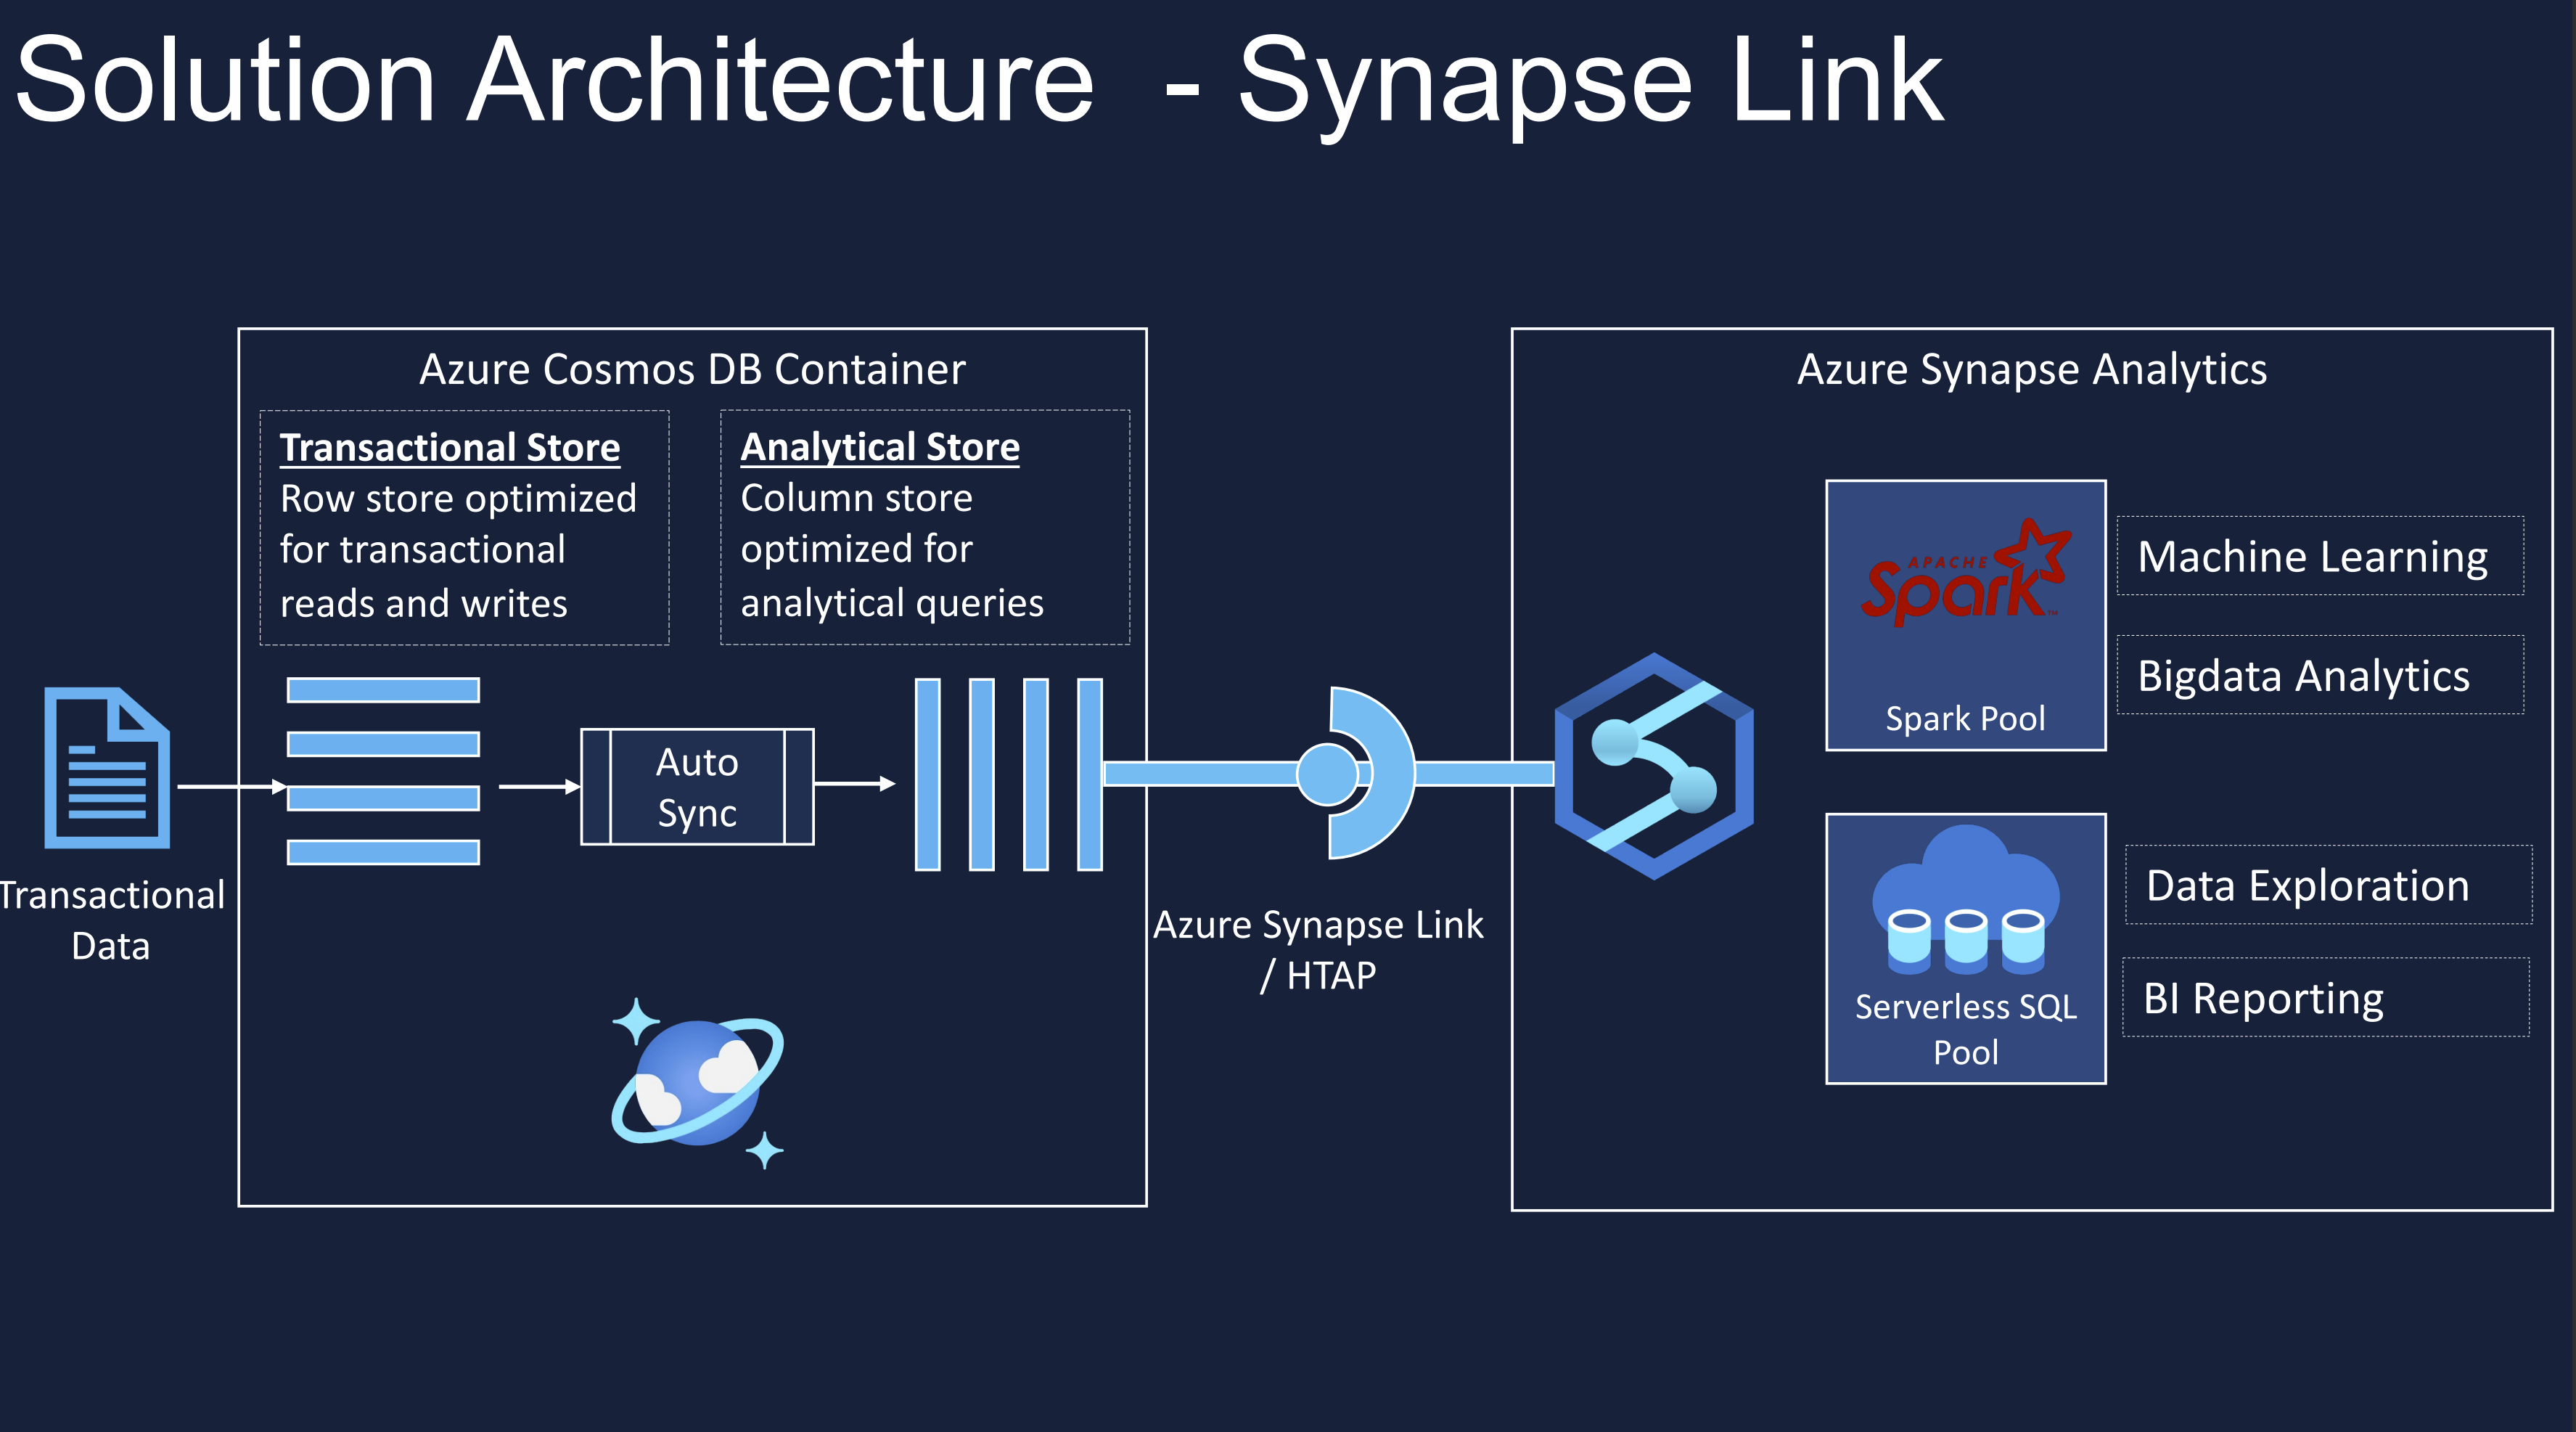 Solution Architecture - Synapse Link
Azure Cosmos DB Container
Transactional Store
Row store optimized
for transactional
reads and writes
Analytical Store
Column store
optimized for
analytical queries
Auto
Sync
Transactional
Data
Azure Synapse Link
/ HTAP
Azure Synapse Analytics
APACHE
Spark™
Spark Pool
Machine Learning
Bigdata Analytics
Serverless SQL
Pool
Data Exploration
BI Reporting